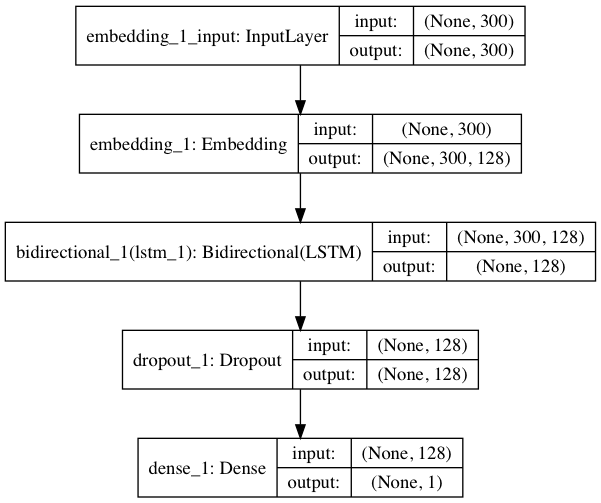 embedding_1_input: InputLayer
input: (None, 300)
output: (None, 300)
embedding_1: Embedding
input: (None, 300)
output: (None, 300, 128)
bidirectional_1(lstm_1): Bidirectional(LSTM)
input: (None, 300, 128)
output: (None, 128)
dropout_1: Dropout
input: (None, 128)
output: (None, 128)
dense_1: Dense
input: (None, 128)
output: (None, 1)